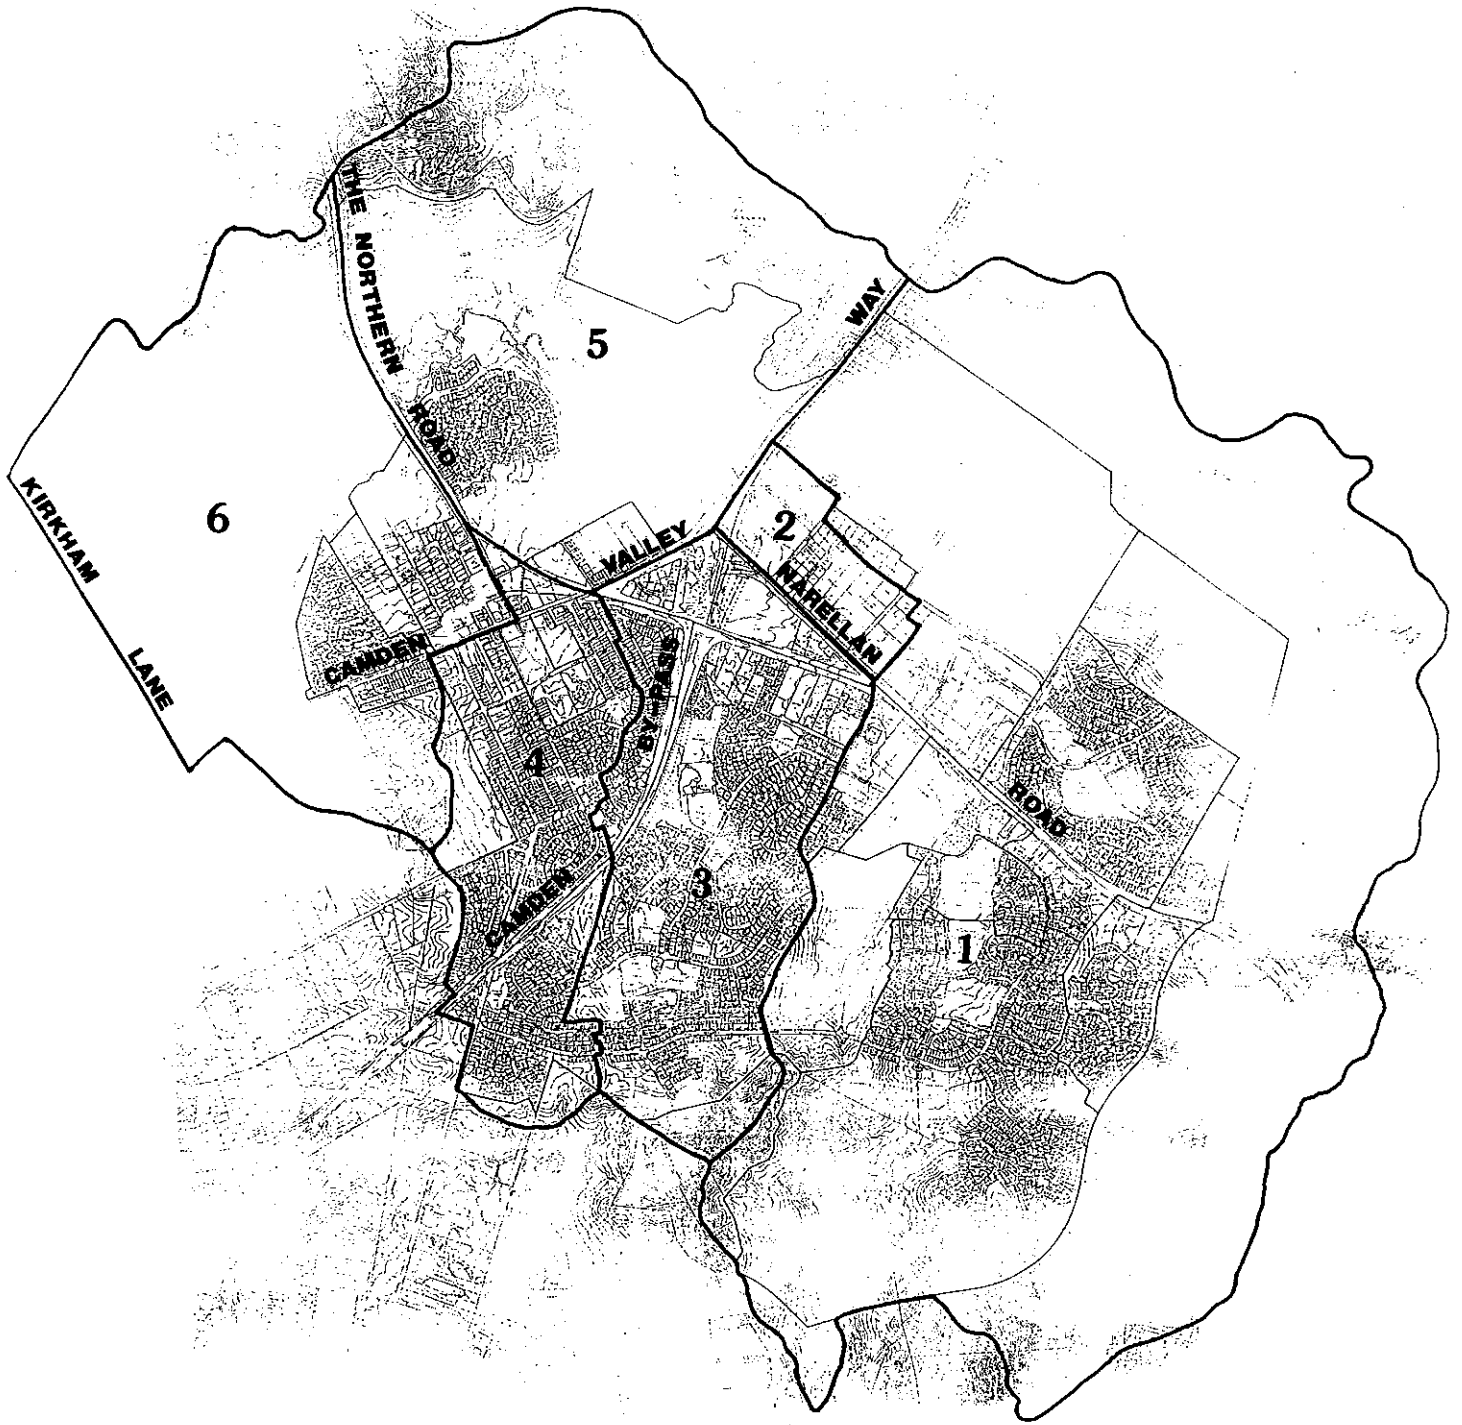 THE NORTHERN ROAD
5
WAY
6
2
KIRKHAM LANE
VALLEY
NARELLAN
CAMDEN
BY-PASS
4
ROAD
3
CAMDEN
1